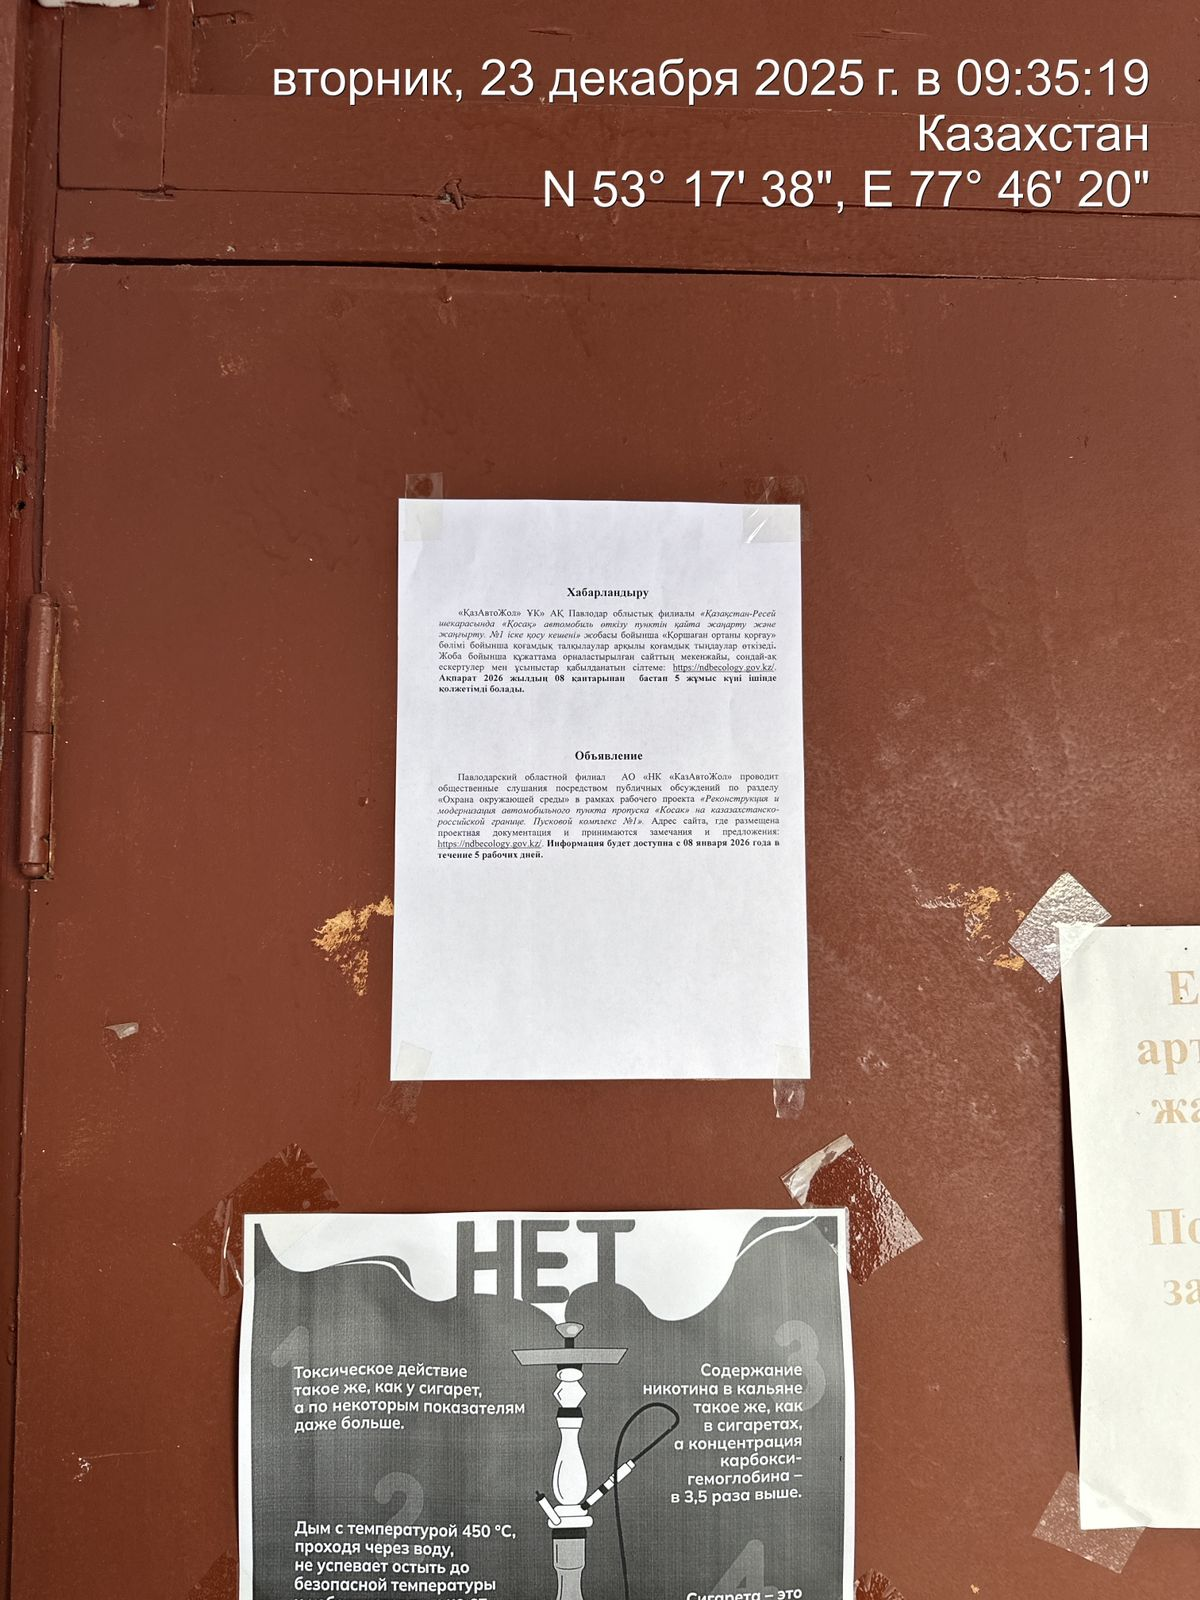 вторник, 23 декабря 2025 г. в 09:35:19
Казахстан
N 53° 17' 38", E 77° 46' 20"
Хабарландыру
«ҚазАвтоЖол» ҰК» АҚ Павлодар облыстық филиалы «Қазақстан-Ресей
шекарасында «Қосақ» автомобиль өткізу пунктін қайта жаңарту және
жаңғырту. №1 іске қосу кешені» жобасы бойынша «Қоршаған ортаны қорғау»
бөлімі бойынша қоғамдық талқылаулар арқылы қоғамдық тыңдаулар өткізеді.
Жоба бойынша құжаттама орналастырылған сайттың мекенжайы, сондай-ақ
ескертулер мен ұсыныстар қабылданатын сілтеме: https://ndbecology.gov.kz/.
Ақпарат 2026 жылдың 08 қаңтарынан бастап 5 жұмыс күні ішінде
қолжетімді болады.
Объявление
Павлодарский областной филиал АО «НК «КазАвтоЖол» проводит
общественные слушания посредством публичных обсуждений по разделу
«Охрана окружающей среды» в рамках рабочего проекта «Реконструкция и
модернизация автомобильного пункта пропуска «Косак» на казахстанско-
российской границе. Пусковой комплекс №1». Адрес сайта, где размещена
проектная документация и принимаются замечания и предложения:
https://ndbecology.gov.kz/. Информация будет доступна с 08 января 2026 года в
течение 5 рабочих дней.
Е
арт
жа
По
за
НЕТ
1
Токсическое действие
такое же, как у сигарет,
а по некоторым показателям
даже больше.
2
Дым с температурой 450 °С,
проходя через воду,
не успевает остыть до
безопасной температуры
3
Содержание
никотина в кальяне
такое же, как
в сигаретах,
а концентрация
карбокси-
гемоглобина –
в 3,5 раза выше.
4
Сигарета – это